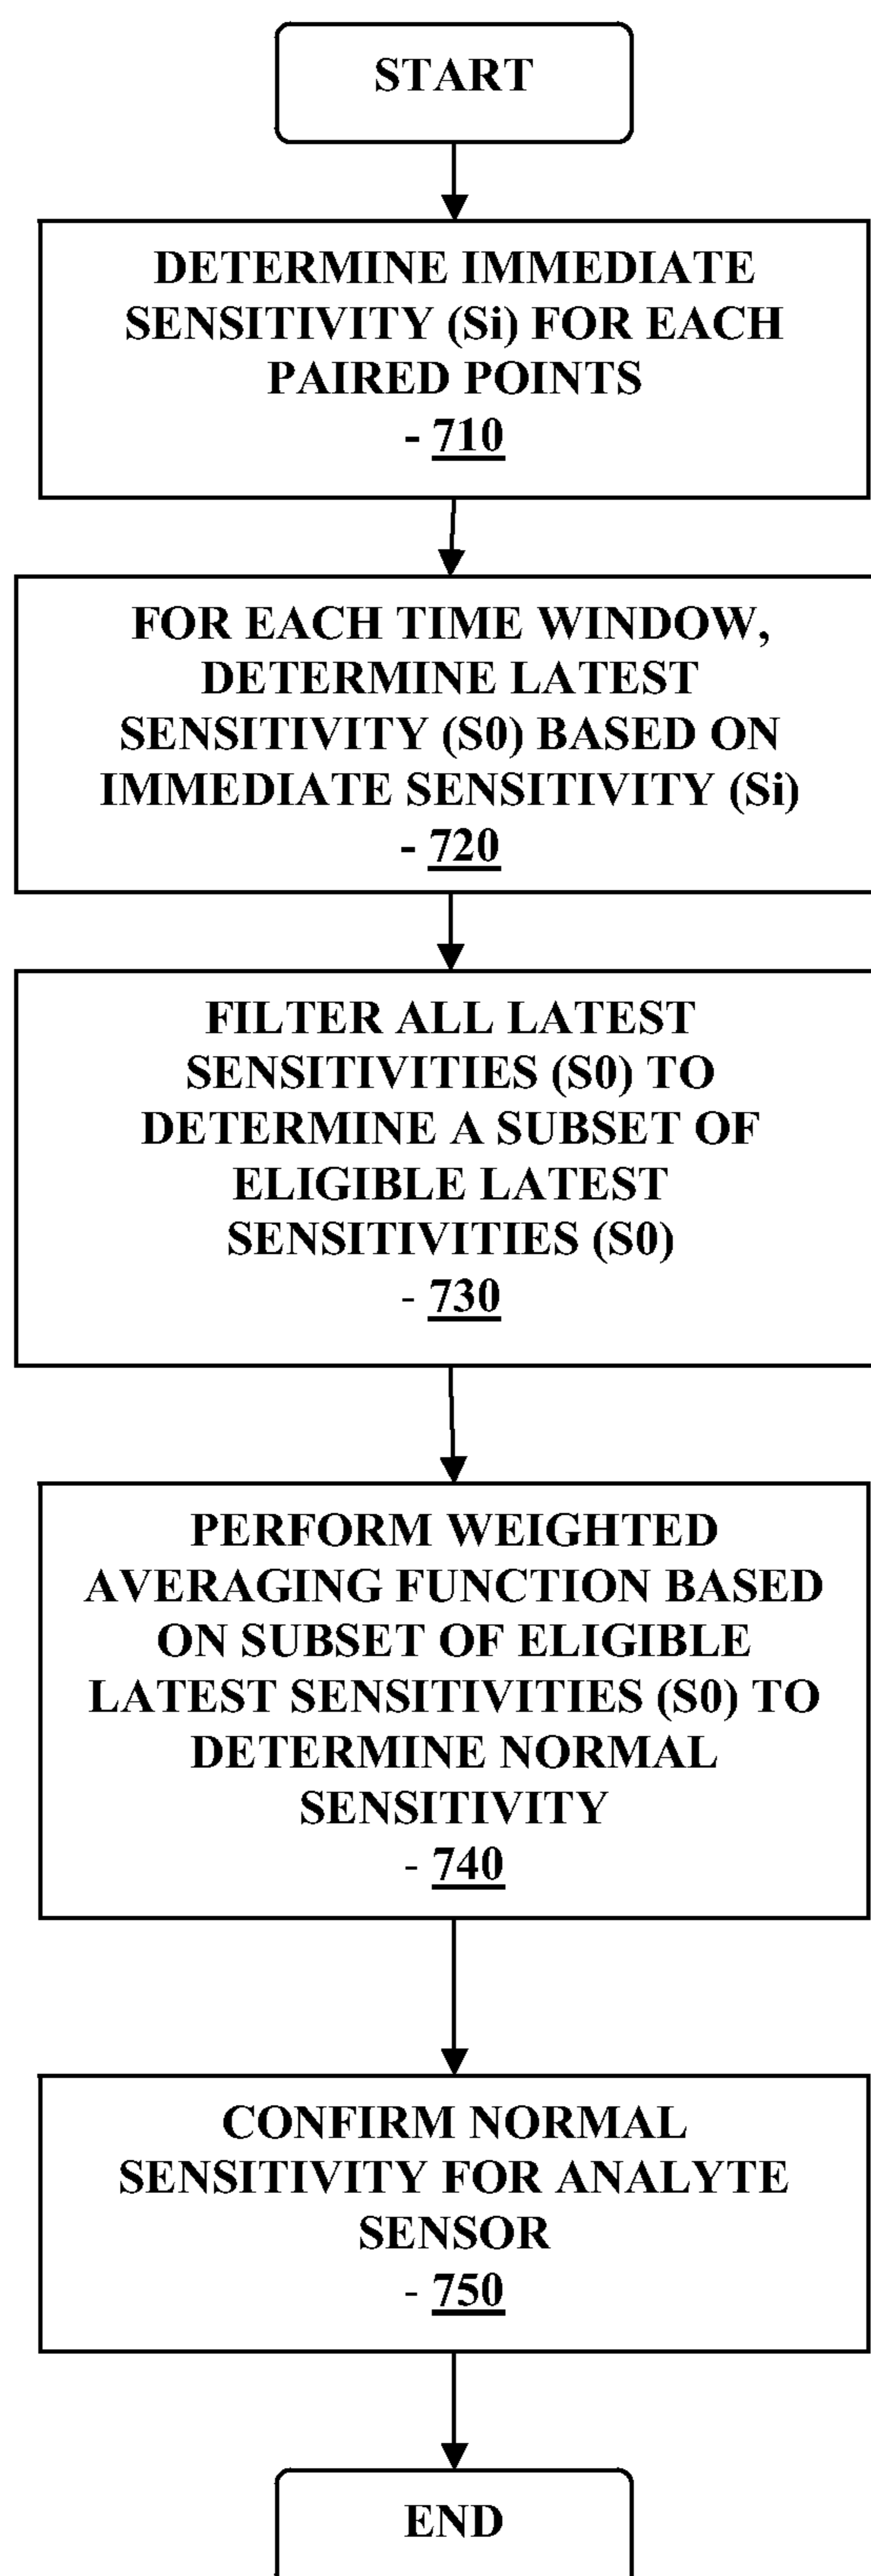 START
DETERMINE IMMEDIATE
SENSITIVITY (Si) FOR EACH
PAIRED POINTS
- 710
FOR EACH TIME WINDOW,
DETERMINE LATEST
SENSITIVITY (S0) BASED ON
IMMEDIATE SENSITIVITY (Si)
- 720
FILTER ALL LATEST
SENSITIVITIES (S0) TO
DETERMINE A SUBSET OF
ELIGIBLE LATEST
SENSITIVITIES (S0)
- 730
PERFORM WEIGHTED
AVERAGING FUNCTION BASED
ON SUBSET OF ELIGIBLE
LATEST SENSITIVITIES (S0) TO
DETERMINE NORMAL
SENSITIVITY
- 740
CONFIRM NORMAL
SENSITIVITY FOR ANALYTE
SENSOR
- 750
END